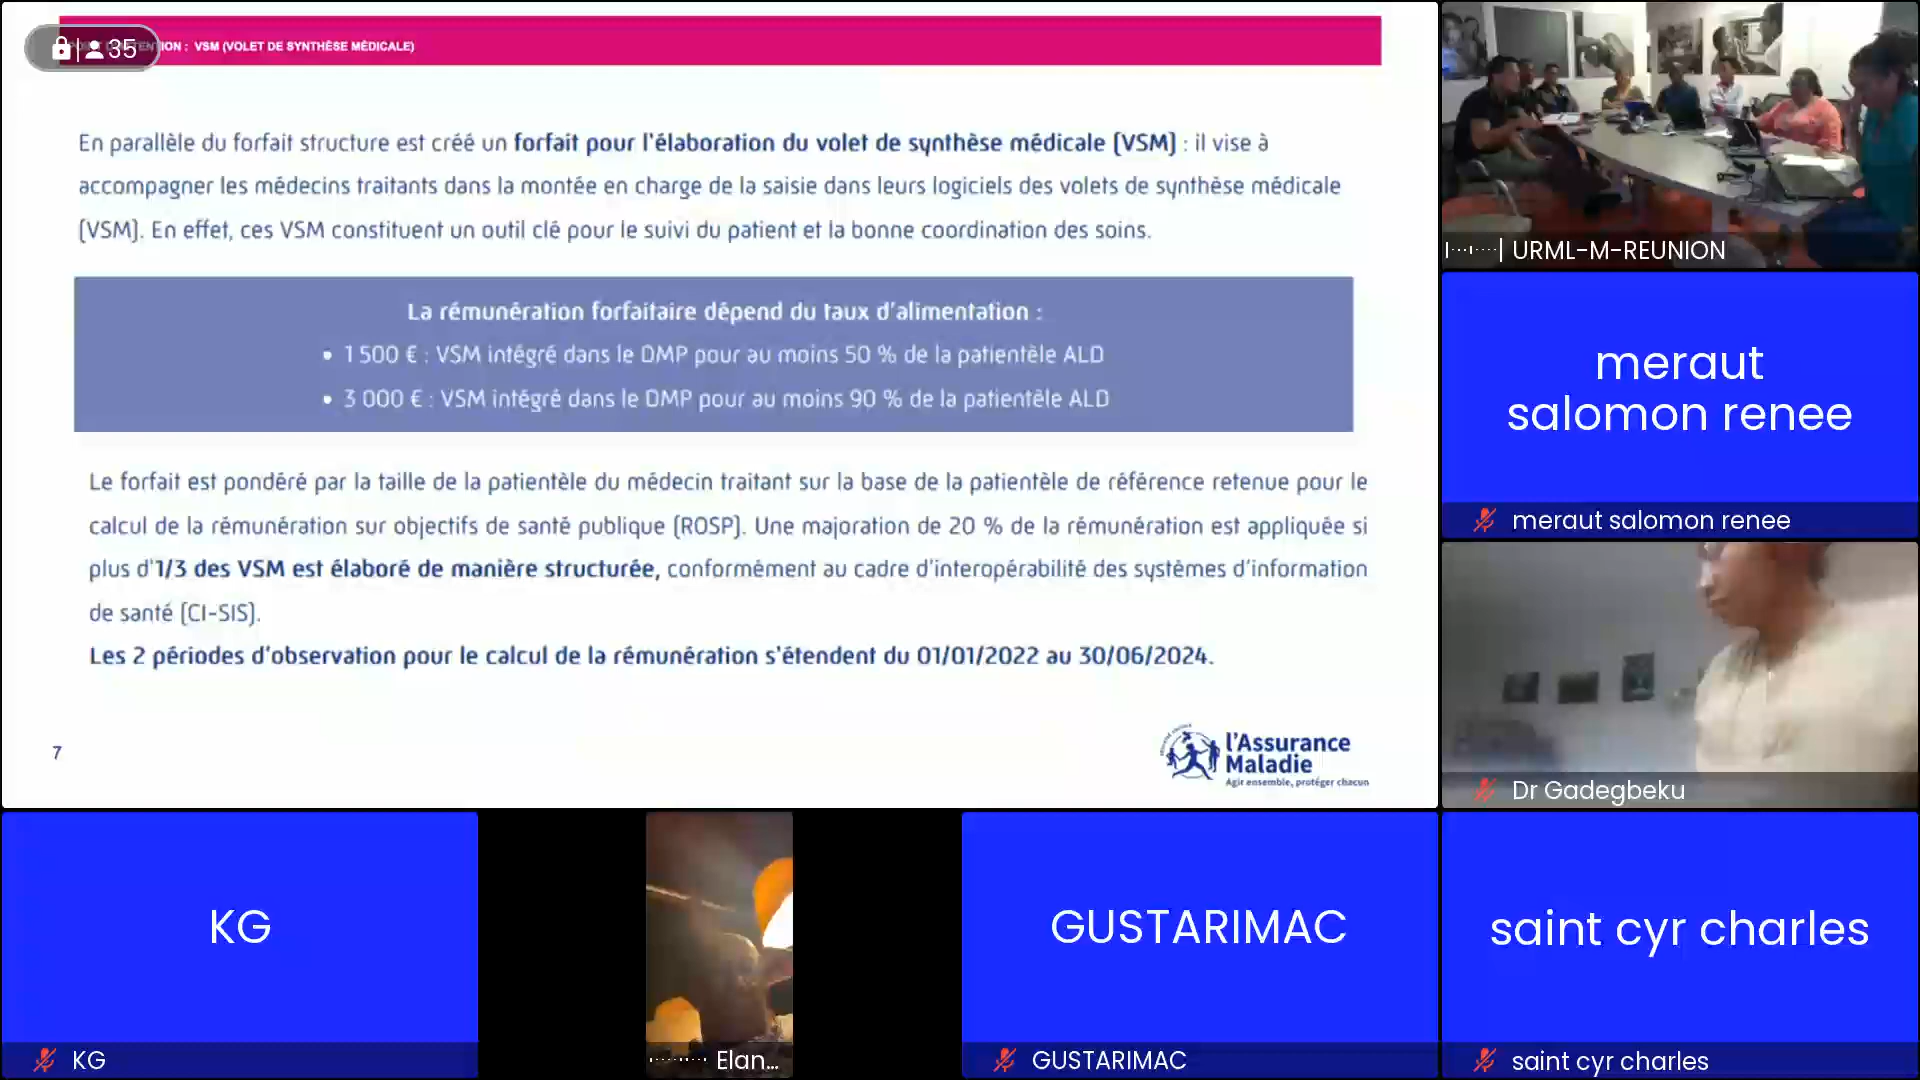 35
ION : VSM (VOLET DE SYNTHÈSE MÉDICALE)
En parallèle du forfait structure est créé un forfait pour l'élaboration du volet de synthèse médicale (VSM) : il vise à
accompagner les médecins traitants dans la montée en charge de la saisie dans leurs logiciels des volets de synthèse médicale
(VSM). En effet, ces VSM constituent un outil clé pour le suivi du patient et la bonne coordination des soins.
La rémunération forfaitaire dépend du taux d'alimentation :
• 1 500 € : VSM intégré dans le DMP pour au moins 50 % de la patientèle ALD
• 3 000 € : VSM intégré dans le DMP pour au moins 90 % de la patientèle ALD
Le forfait est pondéré par la taille de la patientèle du médecin traitant sur la base de la patientèle de référence retenue pour le
calcul de la rémunération sur objectifs de santé publique (ROSP). Une majoration de 20 % de la rémunération est appliquée si
plus d'1/3 des VSM est élaboré de manière structurée, conformément au cadre d'interopérabilité des systèmes d'information
de santé (CI-SIS).
Les 2 périodes d'observation pour le calcul de la rémunération s'étendent du 01/01/2022 au 30/06/2024.
7
l'Assurance
Maladie
Agir ensemble, protéger chacun
URML-M-REUNION
meraut
salomon renee
meraut salomon renee
Dr Gadegbeku
KG
KG
Elan...
GUSTARIMAC
GUSTARIMAC
saint cyr charles
saint cyr charles